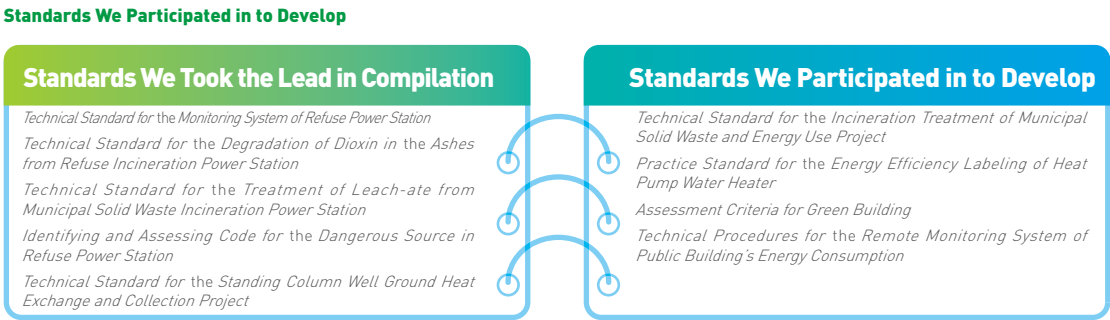 Standards We Participated in to Develop
Standards We Took the Lead in Compilation
Technical Standard for the Monitoring System of Refuse Power Station
Technical Standard for the Degradation of Dioxin in the Ashes
from Refuse Incineration Power Station
Technical Standard for the Treatment of Leach-ate from
Municipal Solid Waste Incineration Power Station
Identifying and Assessing Code for the Dangerous Source in
Refuse Power Station
Technical Standard for the Standing Column Well Ground Heat
Exchange and Collection Project
Standards We Participated in to Develop
Technical Standard for the Incineration Treatment of Municipal
Solid Waste and Energy Use Project
Practice Standard for the Energy Efficiency Labeling of Heat
Pump Water Heater
Assessment Criteria for Green Building
Technical Procedures for the Remote Monitoring System of
Public Building's Energy Consumption